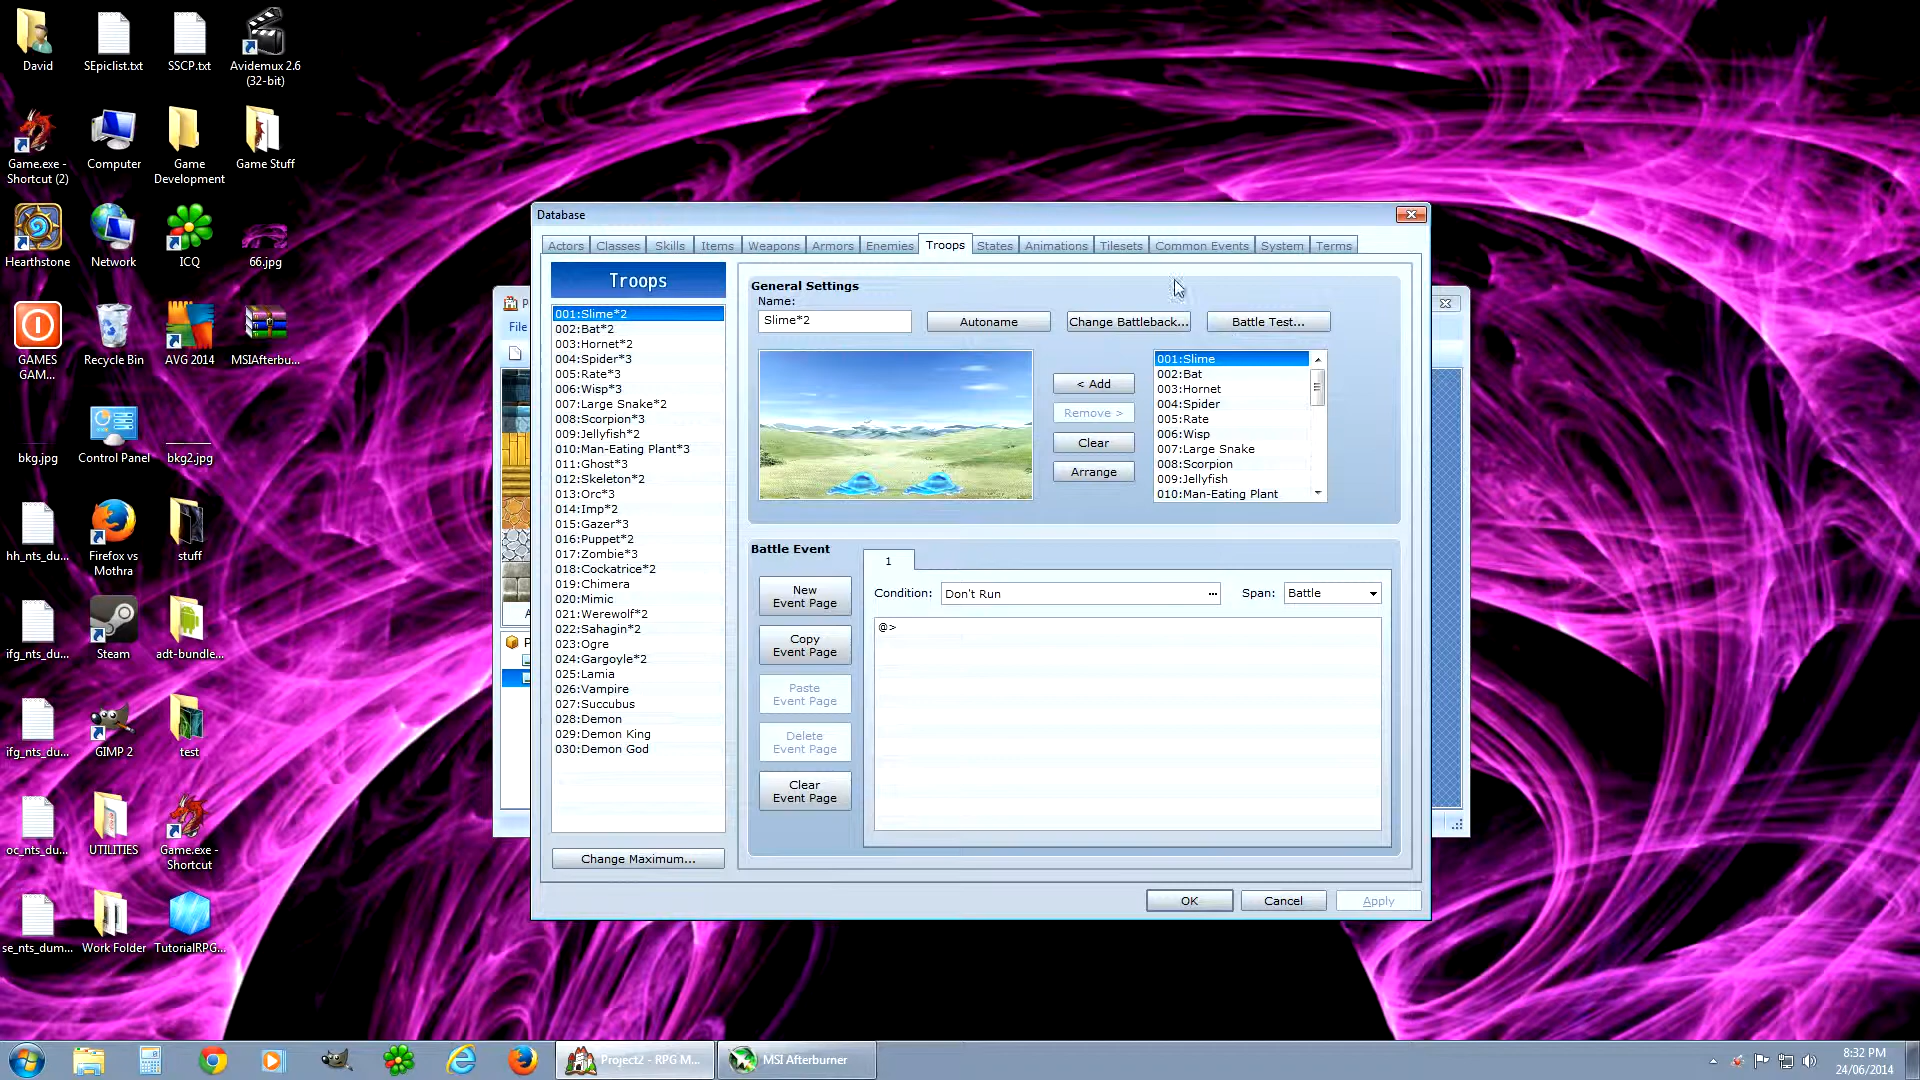 David
SEpiclist.txt
SSCP.txt
Avidemux 2.6
(32-bit)
Game.exe -
Shortcut (2)
Computer
Game
Development
Game Stuff
Hearthstone
Network
ICQ
66.jpg
GAMES
GAM...
Recycle Bin
AVG 2014
MSIAfterbu...
bkg.jpg
Control Panel
bkg2.jpg
hh_nts_du...
Firefox vs
Mothra
stuff
ifg_nts_du...
Steam
adt-bundle...
ifg_nts_du...
GIMP 2
test
oc_nts_du...
UTILITIES
Game.exe -
Shortcut
se_nts_dum...
Work Folder
TutorialRPG...
File
Database
Actors
Classes
Skills
Items
Weapons
Armors
Enemies
Troops
States
Animations
Tilesets
Common Events
System
Terms
Troops
001:Slime*2
002:Bat*2
003:Hornet*2
004:Spider*3
005:Rate*3
006:Wisp*3
007:Large Snake*2
008:Scorpion*3
009:Jellyfish*2
010:Man-Eating Plant*3
011:Ghost*3
012:Skeleton*2
013:Orc*3
014:Imp*2
015:Gazer*3
016:Puppet*2
017:Zombie*3
018:Cockatrice*2
019:Chimera
020:Mimic
021:Werewolf*2
022:Sahagin*2
023:Ogre
024:Gargoyle*2
025:Lamia
026:Vampire
027:Succubus
028:Demon
029:Demon King
030:Demon God
Change Maximum...
General Settings
Name:
Slime*2
Autoname
Change Battleback...
Battle Test...
< Add
Remove >
Clear
Arrange
001:Slime
002:Bat
003:Hornet
004:Spider
005:Rate
006:Wisp
007:Large Snake
008:Scorpion
009:Jellyfish
010:Man-Eating Plant
Battle Event
1
New
Event Page
Copy
Event Page
Paste
Event Page
Delete
Event Page
Clear
Event Page
Condition:
Don't Run
...
Span:
Battle
@>
OK
Cancel
Apply
Project2 - RPG M...
MSI Afterburner
8:32 PM
24/06/2014